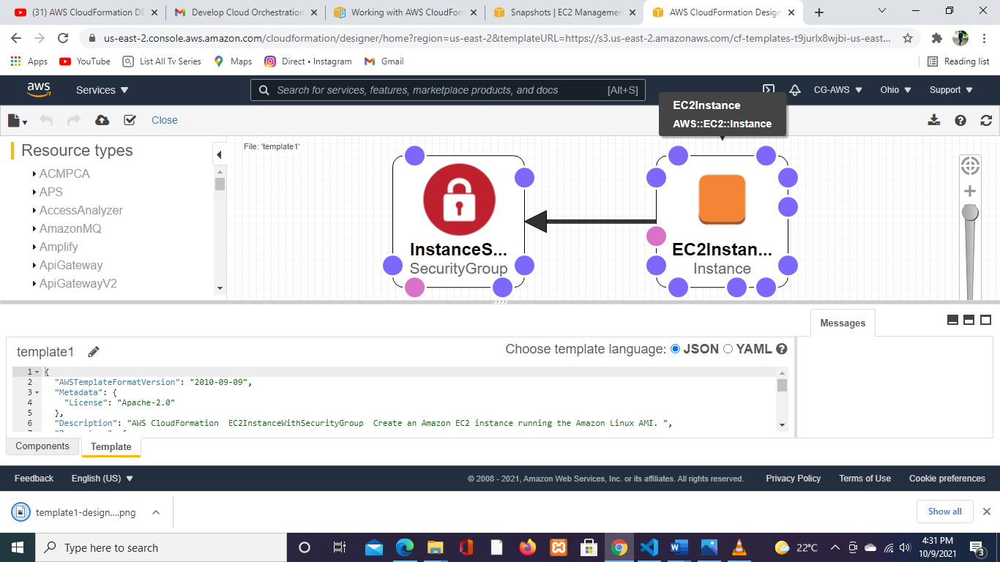 (31) AWS CloudFormation DE
Develop Cloud Orchestration
Working with AWS CloudForm
Snapshots | EC2 Managemen
AWS CloudFormation Design
us-east-2.console.aws.amazon.com/cloudformation/designer/home?region=us-east-2&templateURL=https://s3.us-east-2.amazonaws.com/cf-templates-t9jurlx8wjbi-us-east...
Apps
YouTube
List All Tv Series
Maps
Direct • Instagram
Gmail
Reading list
aws
Services
Search for services, features, marketplace products, and docs
[Alt+S]
CG-AWS
Ohio
Support
EC2Instance
AWS::EC2::Instance
Close
Resource types
ACMPCA
APS
AccessAnalyzer
AmazonMQ
Amplify
ApiGateway
ApiGatewayV2
File: 'template1'
InstanceS...
SecurityGroup
EC2Instan...
Instance
Messages
template1
Choose template language: JSON YAML
1 {
2 "AWSTemplateFormatVersion": "2010-09-09",
3 "Metadata": {
4 "License": "Apache-2.0"
5 },
6 "Description": "AWS CloudFormation  EC2InstanceWithSecurityGroup  Create an Amazon EC2 instance running the Amazon Linux AMI. ",
Components
Template
Feedback
English (US)
© 2008 - 2021, Amazon Web Services, Inc. or its affiliates. All rights reserved.
Privacy Policy
Terms of Use
Cookie preferences
template1-design....png
Show all
Type here to search
22°C
4:31 PM
10/9/2021
3